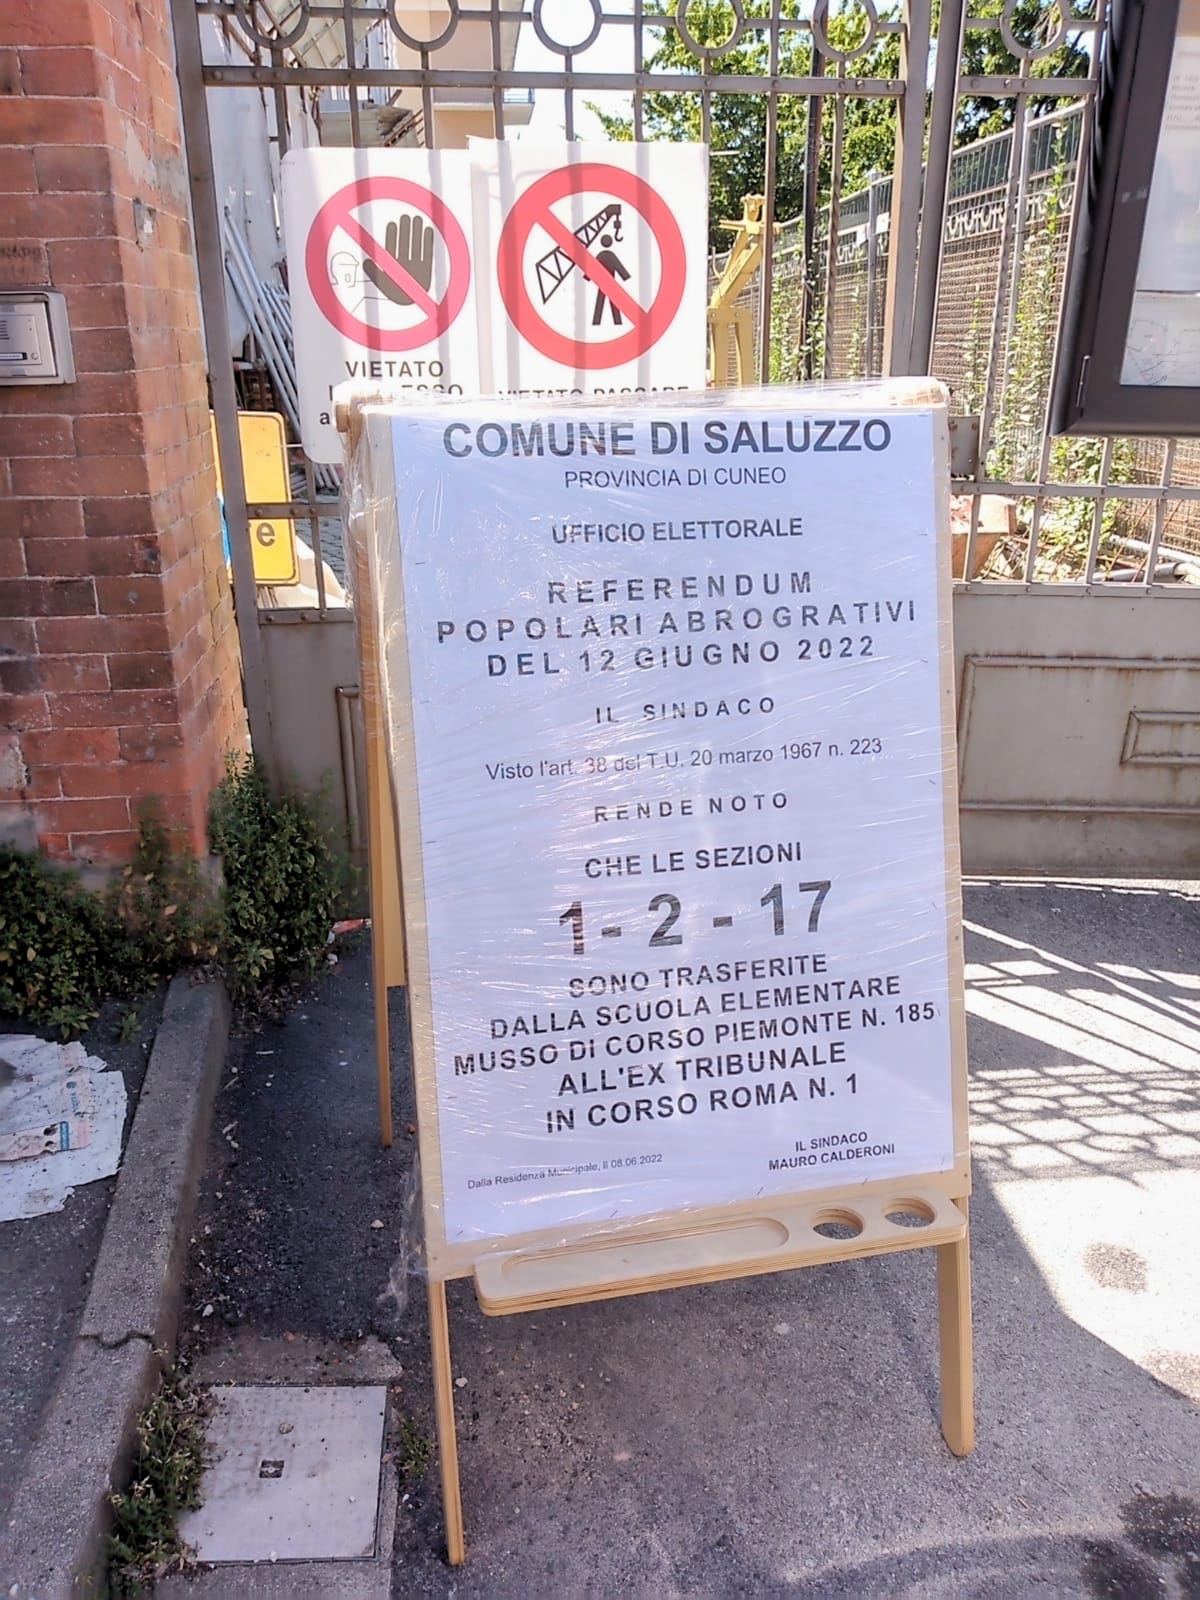 VIETATO
VIETATO PASSARE
e
COMUNE DI SALUZZO
PROVINCIA DI CUNEO
UFFICIO ELETTORALE
REFERENDUM
POPOLARI ABROGRATIVI
DEL 12 GIUGNO 2022
IL SINDACO
Visto l'art. 38 del T.U. 20 marzo 1967 n. 223
RENDE NOTO
CHE LE SEZIONI
1- 2 - 17
SONO TRASFERITE
DALLA SCUOLA ELEMENTARE
MUSSO DI CORSO PIEMONTE N. 185
ALL'EX TRIBUNALE
IN CORSO ROMA N. 1
IL SINDACO
MAURO CALDERONI
Dalla Residenza Municipale, lì 08.06.2022